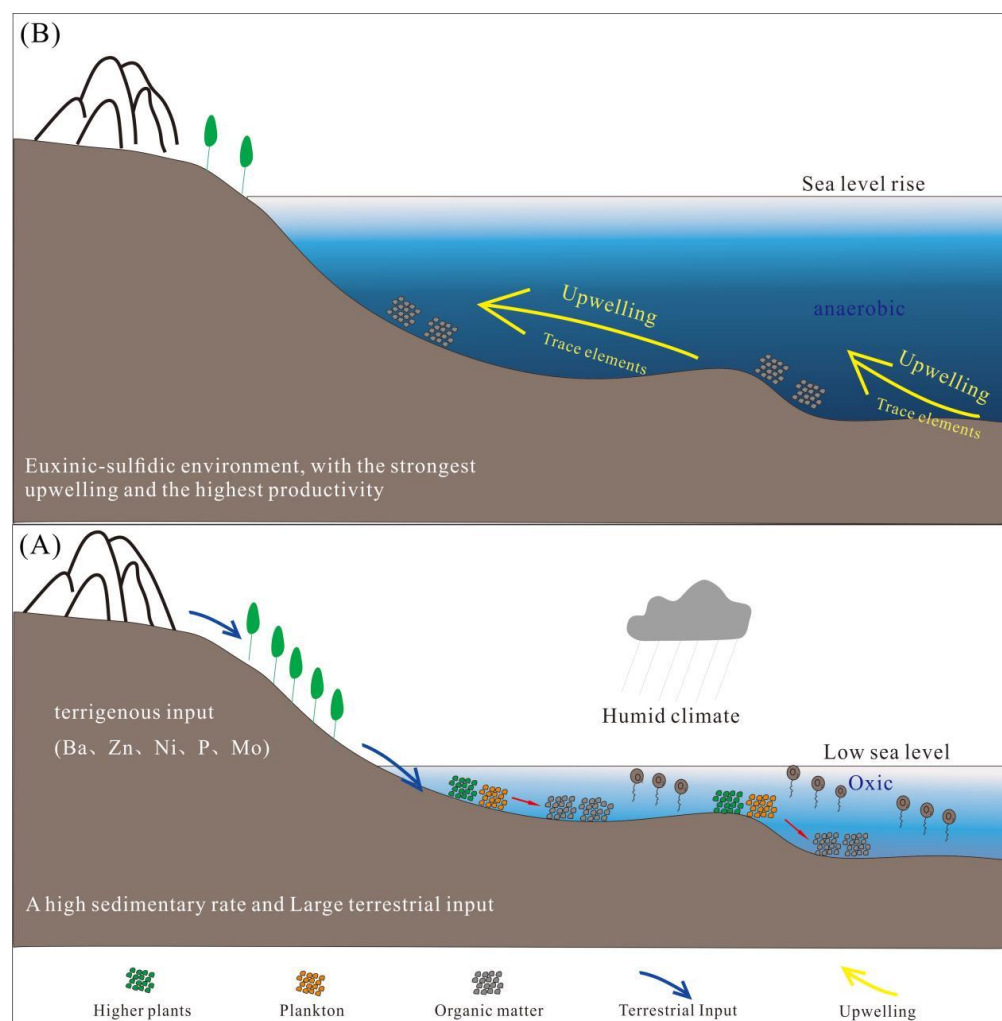 (B)
Sea level rise
Upwelling
anaerobic
Trace elements
Upwelling
Trace elements
Euxinic-sulfidic environment, with the strongest
upwelling and the highest productivity
(A)
terrigenous input
(Ba、Zn、Ni、P、Mo)
Humid climate
Low sea level
Oxic
A high sedimentary rate and Large terrestrial input
Higher plants
Plankton
Organic matter
Terrestrial Input
Upwelling